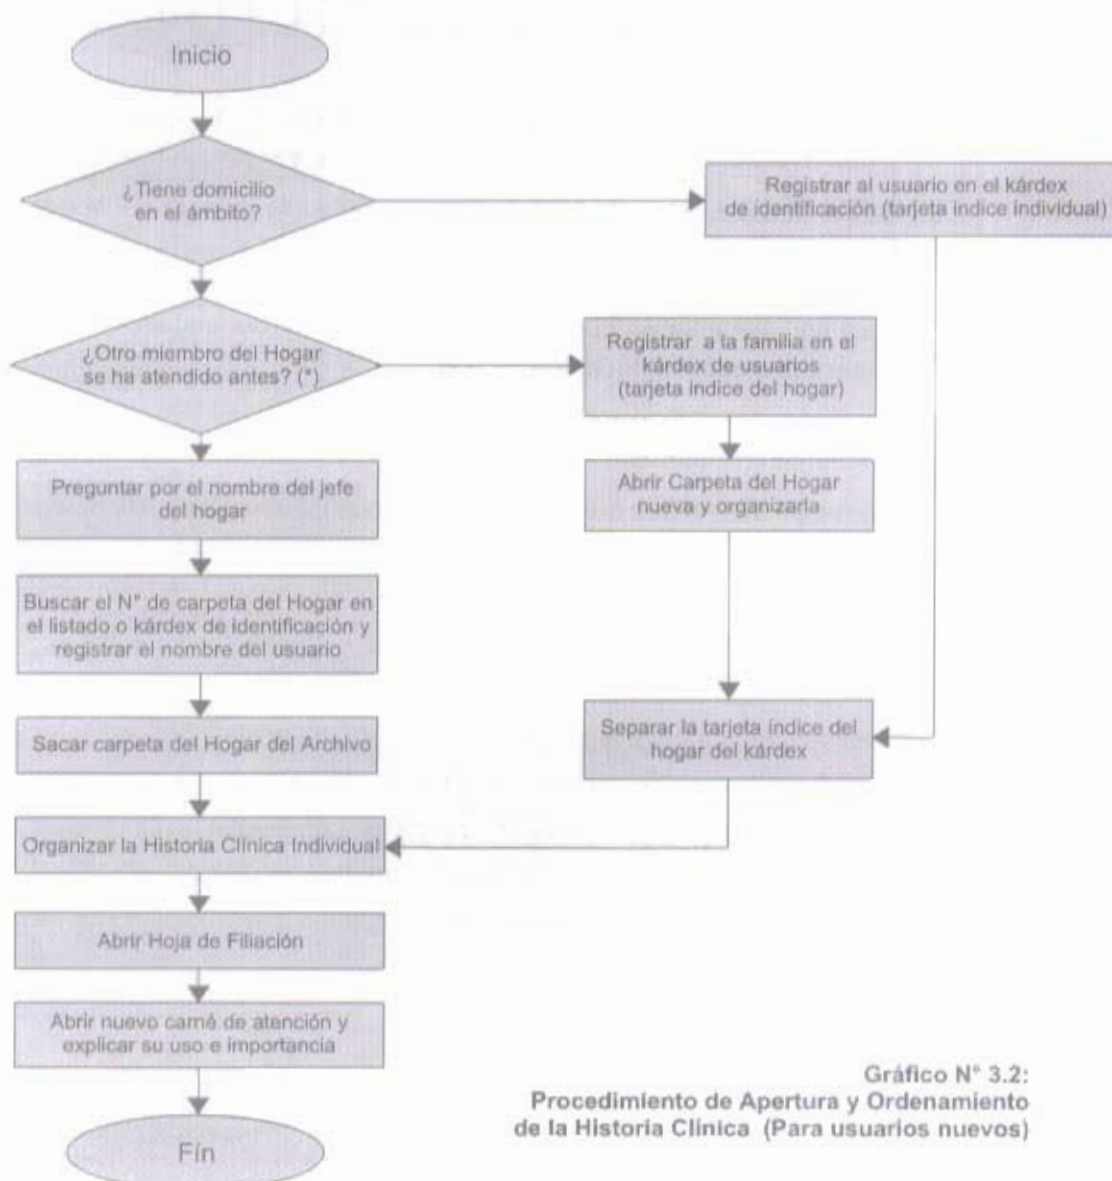 Inicio
¿Tiene domicilio
en el ámbito?
Registrar al usuario en el kárdex
de identificación (tarjeta índice individual)
¿Otro miembro del Hogar
se ha atendido antes? (*)
Registrar a la familia en el
kárdex de usuarios
(tarjeta índice del hogar)
Preguntar por el nombre del jefe
del hogar
Abrir Carpeta del Hogar
nueva y organizarla
Buscar el N° de carpeta del Hogar en
el listado o kárdex de identificación y
registrar el nombre del usuario
Sacar carpeta del Hogar del Archivo
Separar la tarjeta índice del
hogar del kárdex
Organizar la Historia Clínica Individual
Abrir Hoja de Filiación
Abrir nuevo carné de atención y
explicar su uso e importancia
Fín
Gráfico N° 3.2:
Procedimiento de Apertura y Ordenamiento
de la Historia Clínica (Para usuarios nuevos)